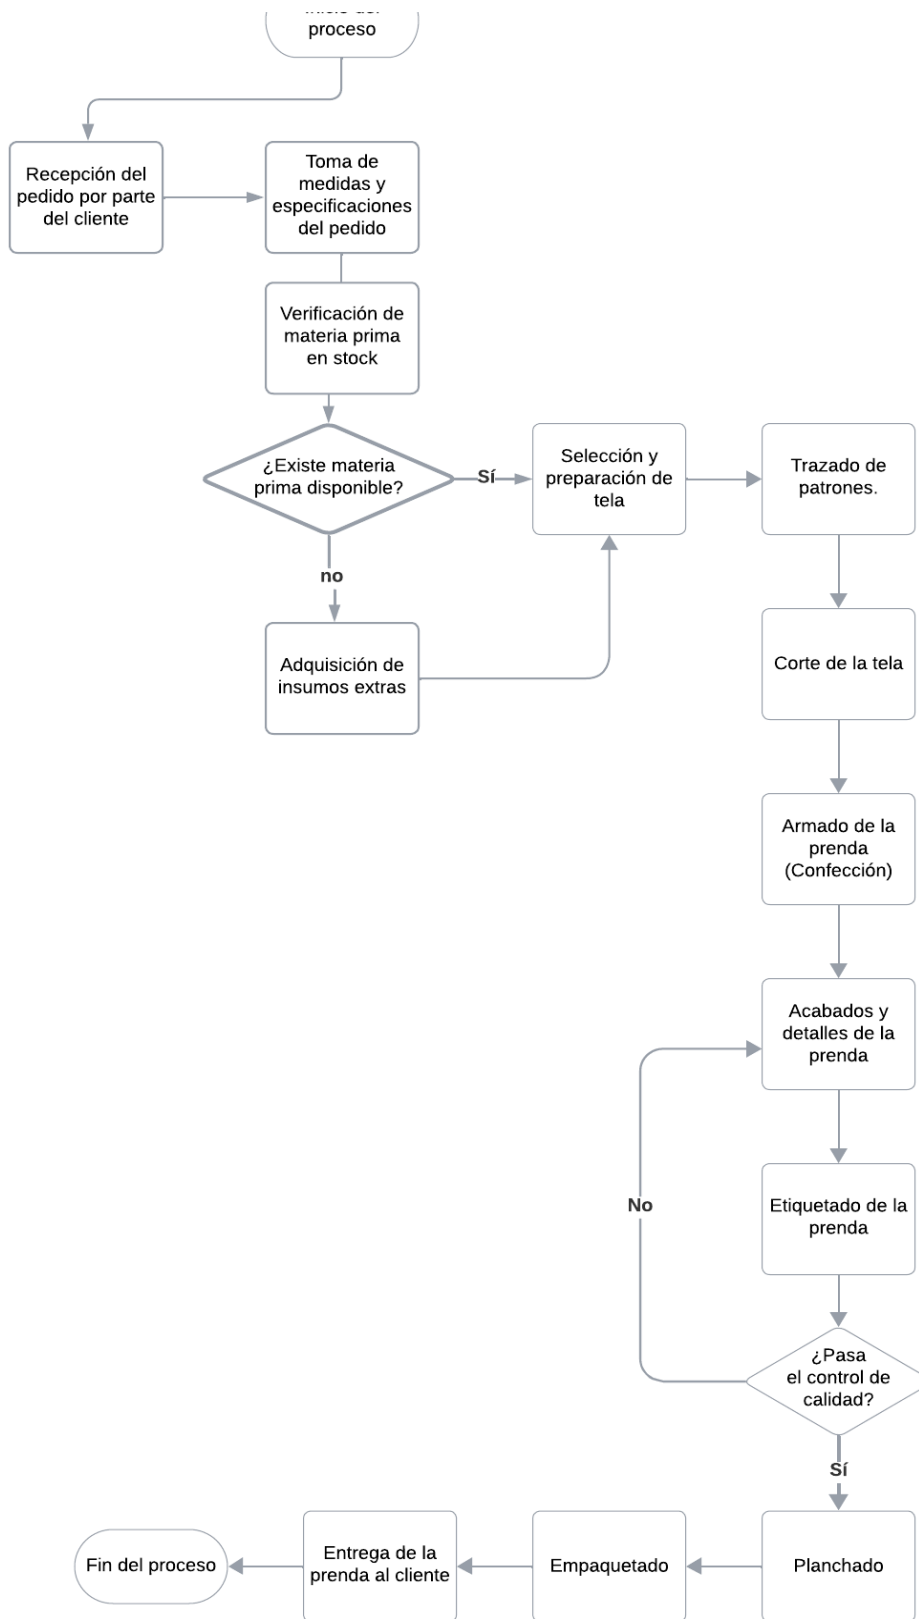 proceso
Recepción del
pedido por parte
del cliente
Toma de
medidas y
especificaciones
del pedido
Verificación de
materia prima
en stock
¿Existe materia
prima disponible?
Sí
no
Adquisición de
insumos extras
Selección y
preparación de
tela
Trazado de
patrones.
Corte de la tela
Armado de la
prenda
(Confección)
Acabados y
detalles de la
prenda
Etiquetado de la
prenda
No
¿Pasa
el control de
calidad?
Sí
Planchado
Empaquetado
Entrega de la
prenda al cliente
Fin del proceso